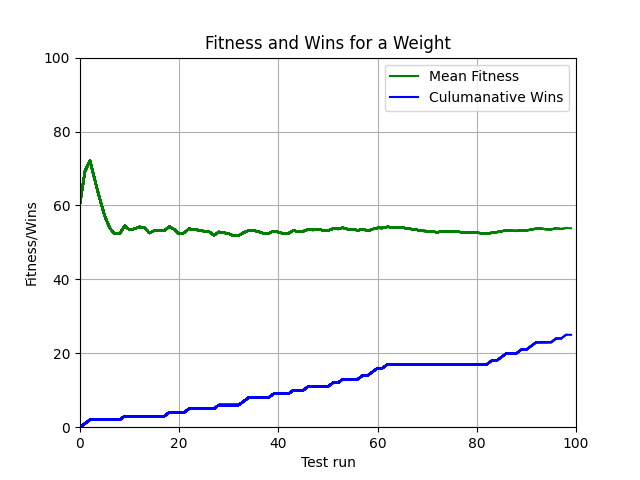 Fitness and Wins for a Weight
Mean Fitness
Culumanative Wins
Fitness/Wins
100
80
60
40
20
0
0 20 40 60 80 100
Test run